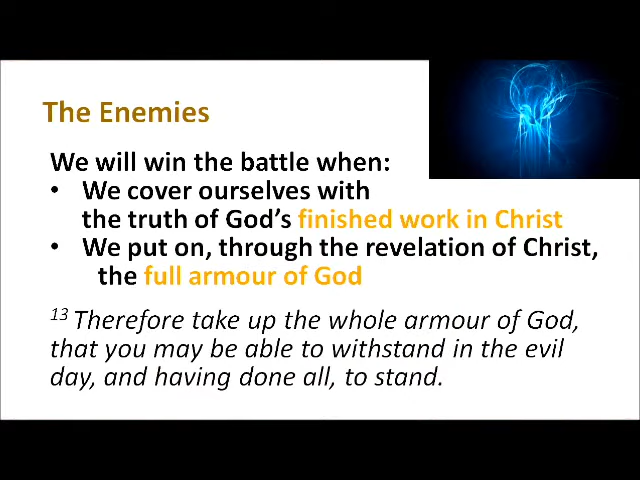 The Enemies
We will win the battle when:
• We cover ourselves with
the truth of God’s finished work in Christ
• We put on, through the revelation of Christ,
the full armour of God
13 Therefore take up the whole armour of God,
that you may be able to withstand in the evil
day, and having done all, to stand.